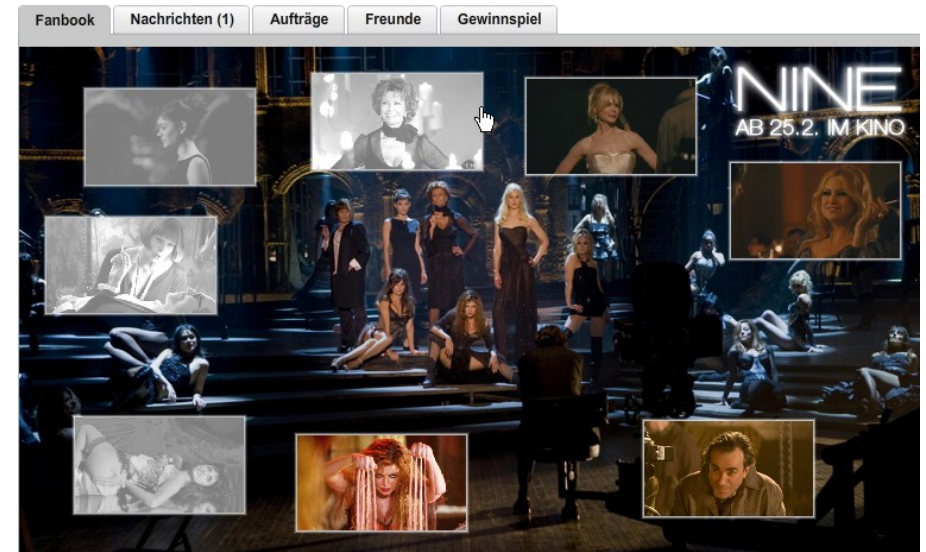 Fanbook
Nachrichten (1)
Aufträge
Freunde
Gewinnspiel
NINE
AB 25.2. IM KINO